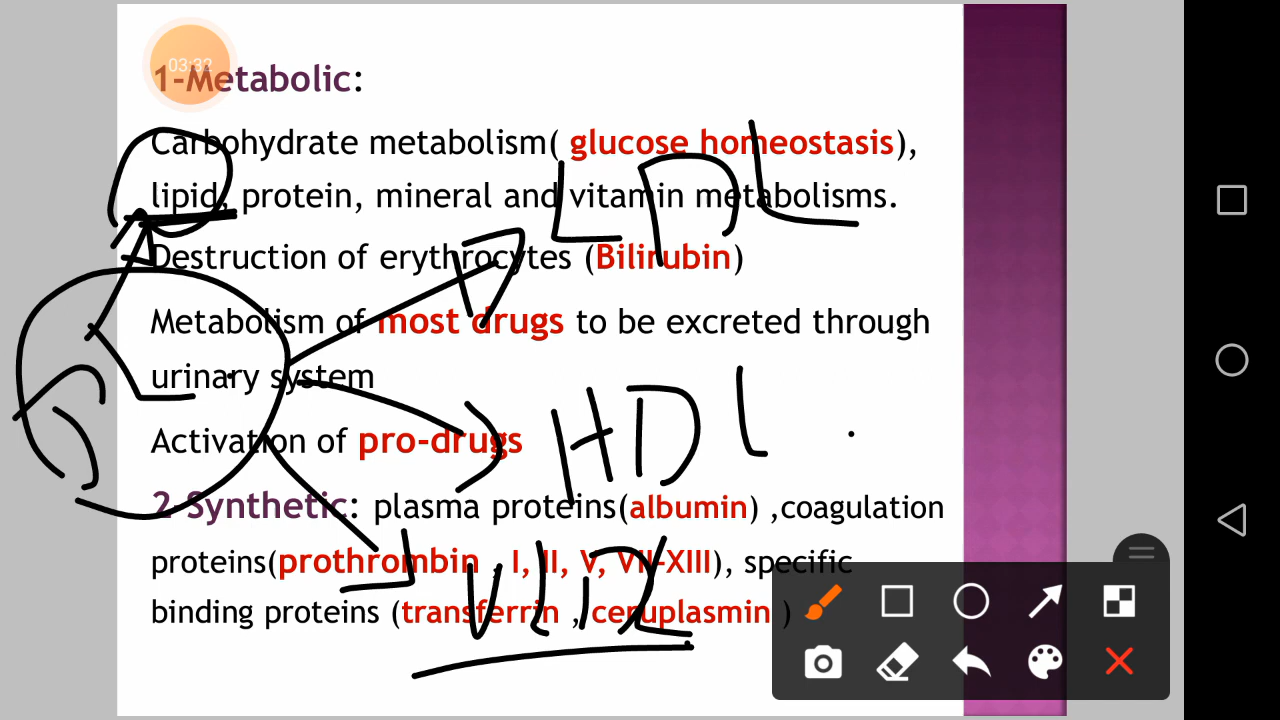 03:32
1-Metabolic:
Carbohydrate metabolism( glucose homeostasis),
lipid, protein, mineral and vitamin metabolisms.
LDL
Destruction of erythrocytes (Bilirubin)
Metabolism of most drugs to be excreted through
urinary system
HDL
Activation of pro-drugs
2-Synthetic: plasma proteins(albumin) ,coagulation
proteins(prothrombin , I, II, V, VII-XIII), specific
binding proteins (transferrin , ceruplasmin )
VLDL